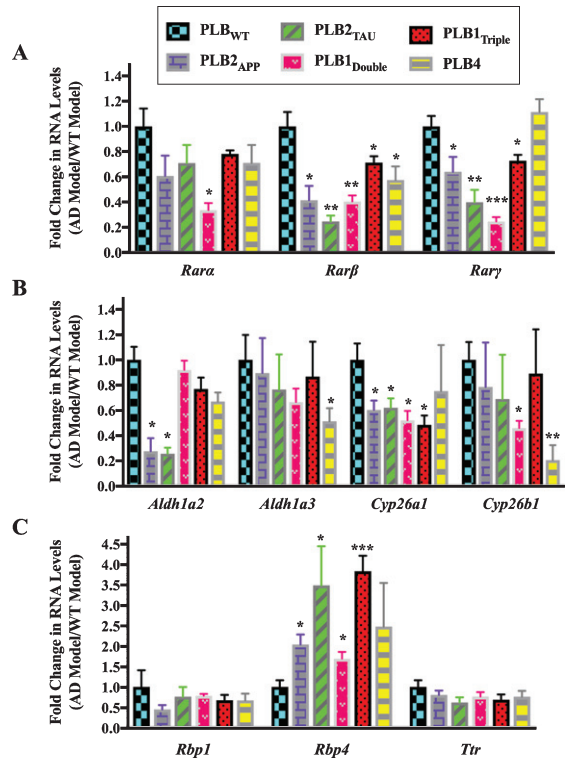 PLB_WT PLB2_TAU PLB1_Triple
PLB2_APP PLB1_Double PLB4
A
Fold Change in RNA Levels
(AD Model/WT Model)
1.4
1.2
1.0
0.8
0.6
0.4
0.2
0.0
* * ** ** * * * ** *** *
Rarα Rarβ Rarγ
B
Fold Change in RNA Levels
(AD Model/WT Model)
1.4
1.2
1.0
0.8
0.6
0.4
0.2
0.0
* * * * * * * * **
Aldh1a2 Aldh1a3 Cyp26a1 Cyp26b1
C
Fold Change in RNA Levels
(AD Model/WT Model)
4.5
4.0
3.5
3.0
2.5
2.0
1.5
1.0
0.5
0.0
* * * ***
Rbp1 Rbp4 Ttr